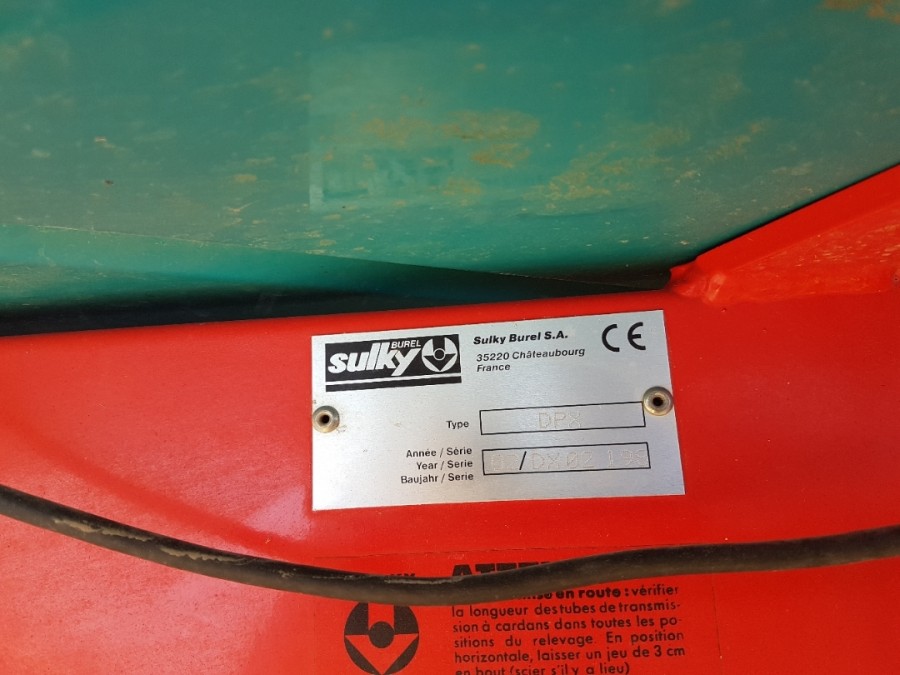 BUREL
sulky
Sulky Burel S.A.
35220 Châteaubourg
France
CE
Type DPX
Année / Série
Year / Serie
Baujahr / Serie
en route : vérifier
la longueur des tubes de transmis-
sion à cardans dans toutes les po-
sitions du relevage. En position
horizontale, laisser un jeu de 3 cm
en bout (scier s'il y a lieu)